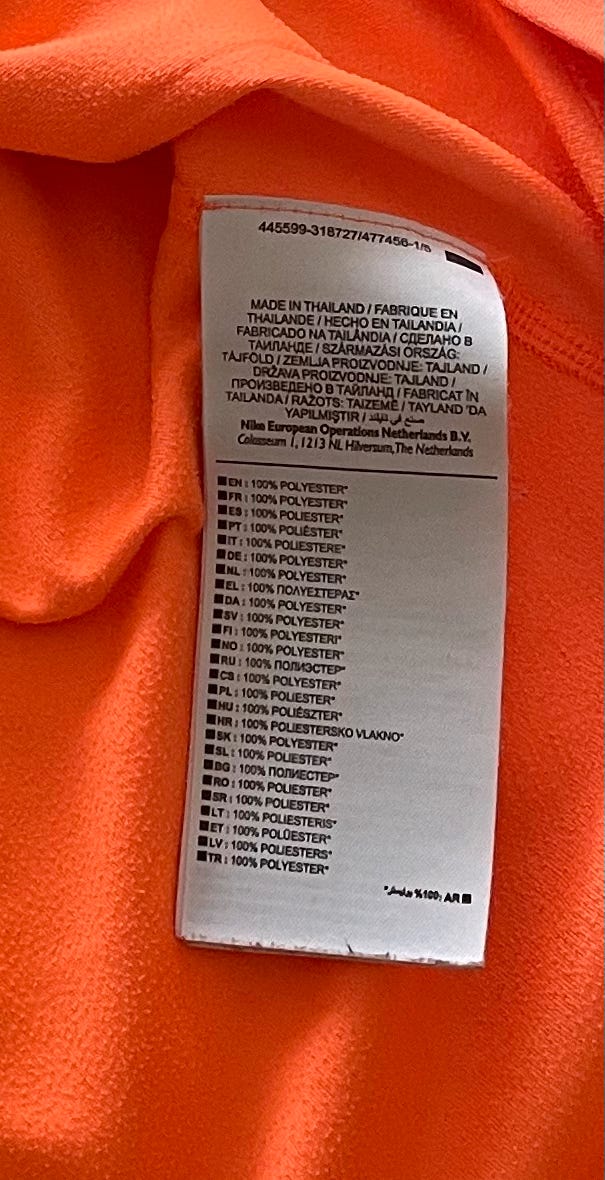 445599-318727/477456-1/5
MADE IN THAILAND / FABRIQUE EN
THAILANDE / HECHO EN TAILANDIA /
FABRICADO NA TAILÂNDIA / СДЕЛАНО В
ТАИЛАНДЕ / SZÁRMAZÁSI ORSZÁG:
TÁJFÖLD / ZEMLJA PROIZVODNJE: TAJLAND /
DRŽAVA PROIZVODNJE: TAJLAND /
ПРОИЗВЕДЕНО В ТАЙЛАНД / FABRICAT ÎN
TAILANDA / RAŽOTS: TAIZEMĒ / TAYLAND 'DA
YAPILMIŞTIR / صنع في تايلند
Nike European Operations Netherlands B.V.
Colosseum 1, 1213 NL Hilversum, The Netherlands
EN : 100% POLYESTER*
FR : 100% POLYESTER*
ES : 100% POLIESTER*
PT : 100% POLIÉSTER*
IT : 100% POLIESTERE*
DE : 100% POLYESTER*
NL : 100% POLYESTER*
EL : 100% ΠΟΛΥΕΣΤΕΡΑΣ*
DA : 100% POLYESTER*
SV : 100% POLYESTER*
FI : 100% POLYESTERI*
NO : 100% POLYESTER*
RU : 100% ПОЛИЭСТЕР*
CS : 100% POLYESTER*
PL : 100% POLIESTER*
HU : 100% POLIÉSZTER*
HR : 100% POLIESTERSKO VLAKNO*
SK : 100% POLYESTER*
SL : 100% POLIESTER*
BG : 100% ПОЛИЕСТЕР*
RO : 100% POLIESTER*
SR : 100% POLIESTER*
LT : 100% POLIESTERIS*
ET : 100% POLÜESTER*
LV : 100% POLIESTERS*
TR : 100% POLYESTER*
AR :100% بوليستر*